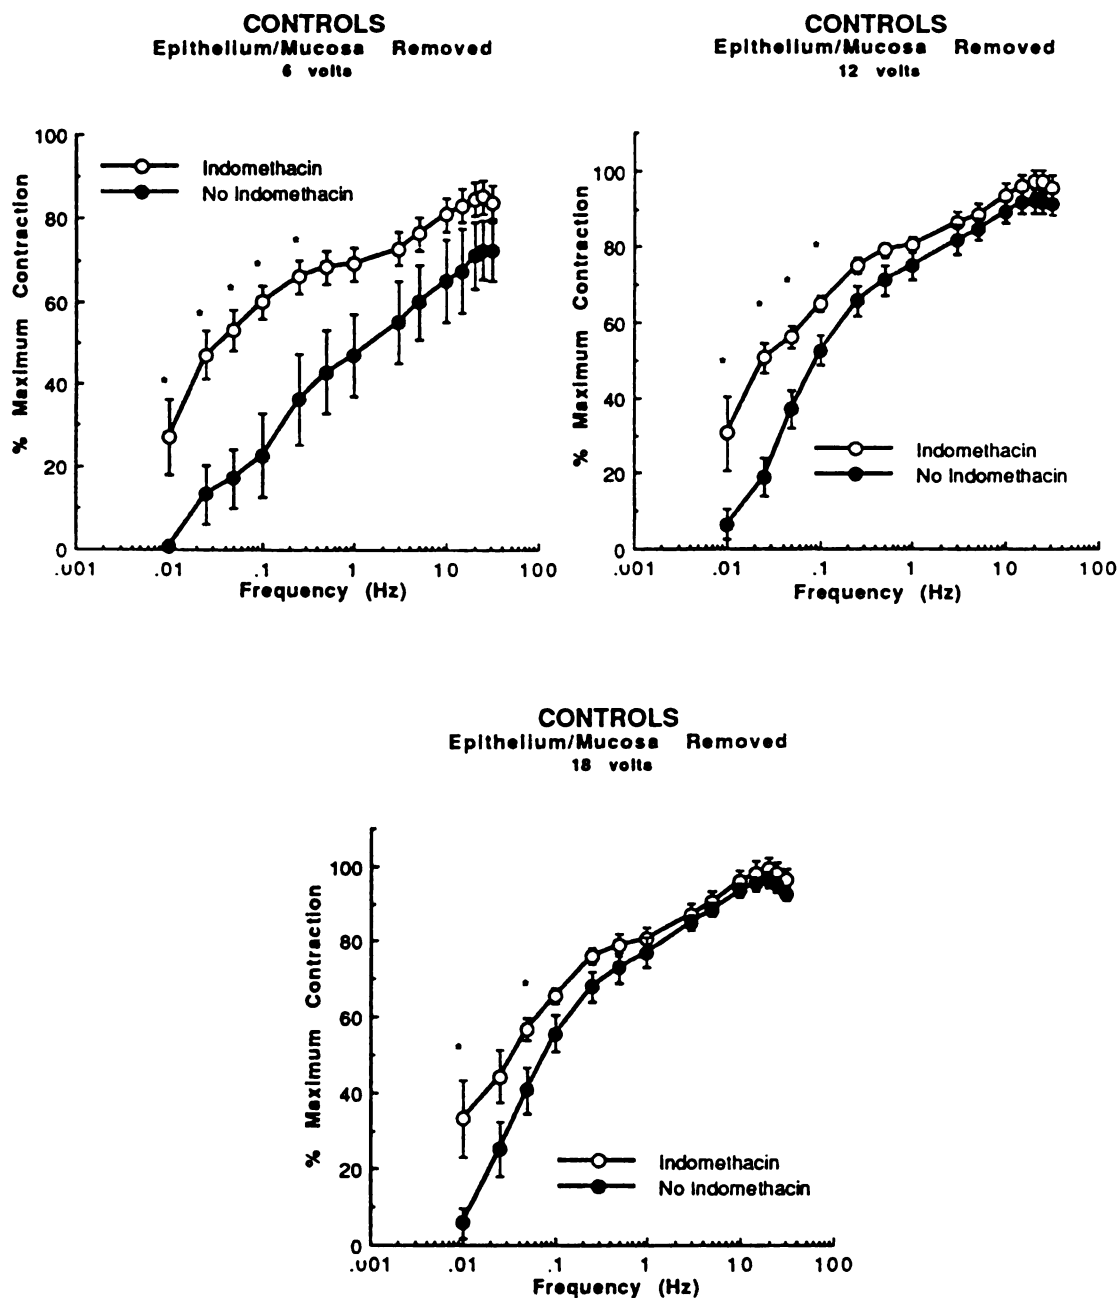 CONTROLS
Epithelium/Mucosa Removed
6 volts
% Maximum Contraction
100
80
60
40
20
0
Indomethacin
No Indomethacin
* * * * *
.001 .01 .1 1 10 100
Frequency (Hz)
CONTROLS
Epithelium/Mucosa Removed
12 volts
% Maximum Contraction
100
80
60
40
20
0
* * * *
Indomethacin
No Indomethacin
.001 .01 .1 1 10 100
Frequency (Hz)
CONTROLS
Epithelium/Mucosa Removed
18 volts
% Maximum Contraction
100
80
60
40
20
0
* *
Indomethacin
No Indomethacin
.001 .01 .1 1 10 100
Frequency (Hz)